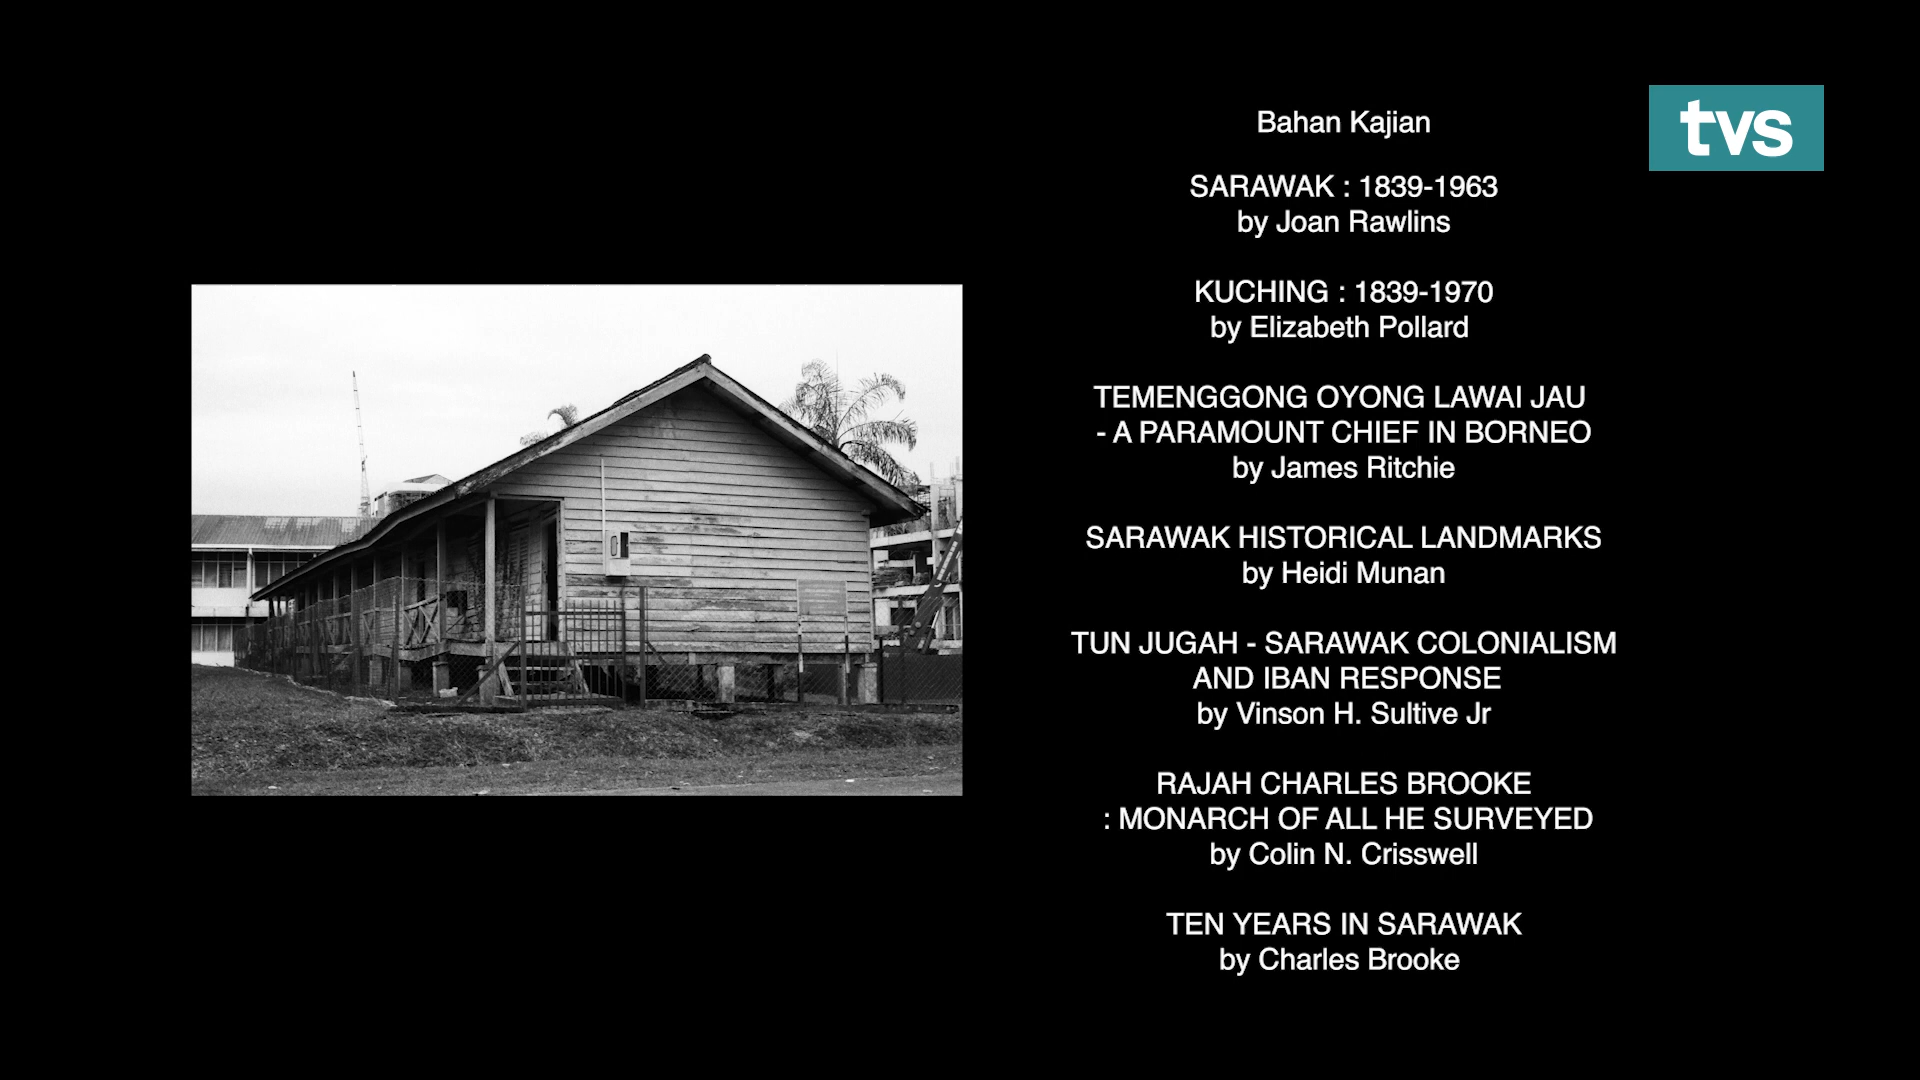 Bahan Kajian
tvs
SARAWAK : 1839-1963
by Joan Rawlins
KUCHING : 1839-1970
by Elizabeth Pollard
TEMENGGONG OYONG LAWAI JAU
- A PARAMOUNT CHIEF IN BORNEO
by James Ritchie
SARAWAK HISTORICAL LANDMARKS
by Heidi Munan
TUN JUGAH - SARAWAK COLONIALISM
AND IBAN RESPONSE
by Vinson H. Sultive Jr
RAJAH CHARLES BROOKE
: MONARCH OF ALL HE SURVEYED
by Colin N. Crisswell
TEN YEARS IN SARAWAK
by Charles Brooke